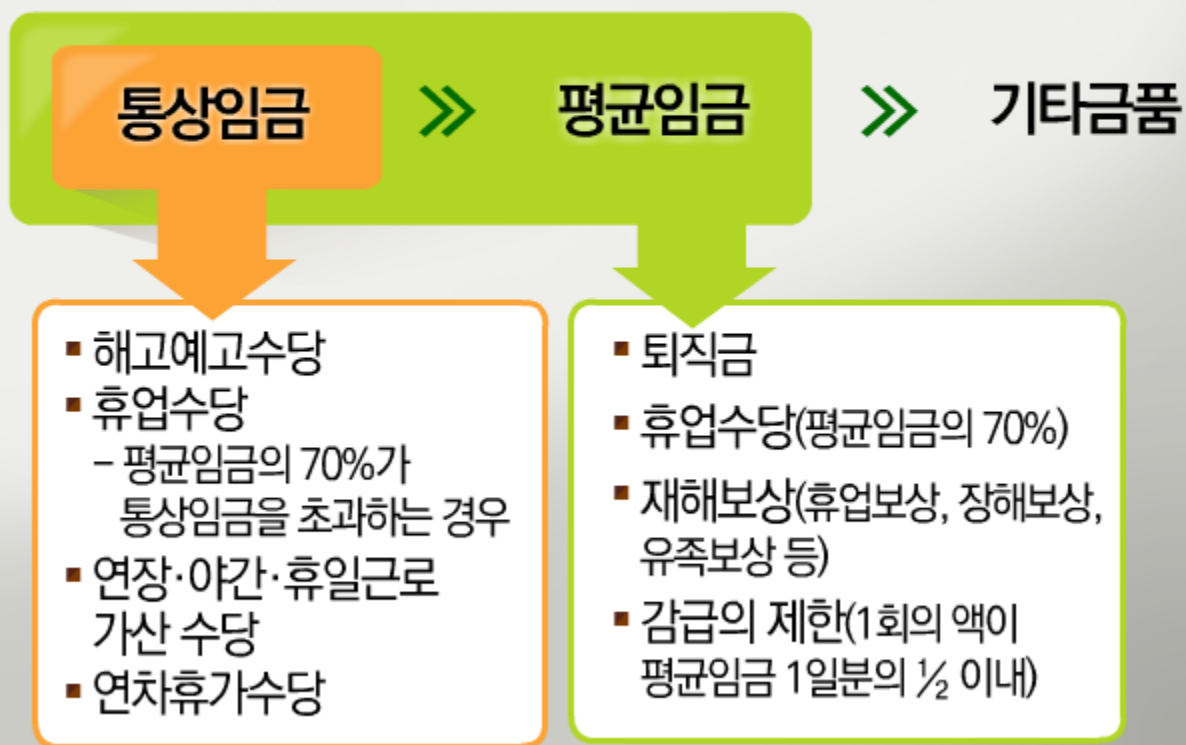 통상임금 » 평균임금 » 기타금품
▪ 해고예고수당
▪ 휴업수당
– 평균임금의 70%가
통상임금을 초과하는 경우
▪ 연장·야간·휴일근로
가산 수당
▪ 연차휴가수당
▪ 퇴직금
▪ 휴업수당(평균임금의 70%)
▪ 재해보상(휴업보상, 장해보상,
유족보상 등)
▪ 감급의 제한(1회의 액이
평균임금 1일분의 ½ 이내)